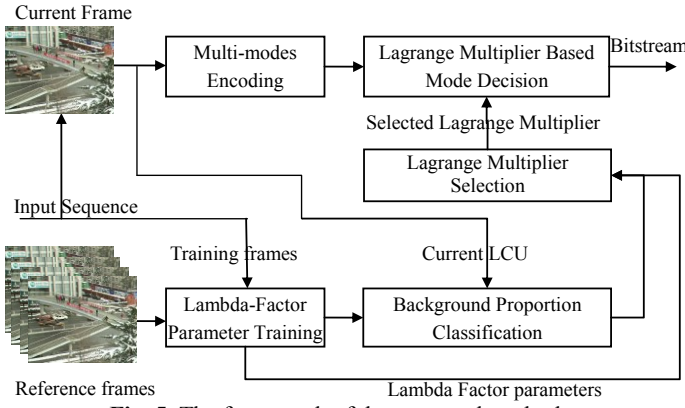 Current Frame
Multi-modes
Encoding
Lagrange Multiplier Based
Mode Decision
Bitstream
Selected Lagrange Multiplier
Lagrange Multiplier
Selection
Input Sequence
Training frames
Current LCU
Lambda-Factor
Parameter Training
Background Proportion
Classification
Reference frames
Lambda Factor parameters